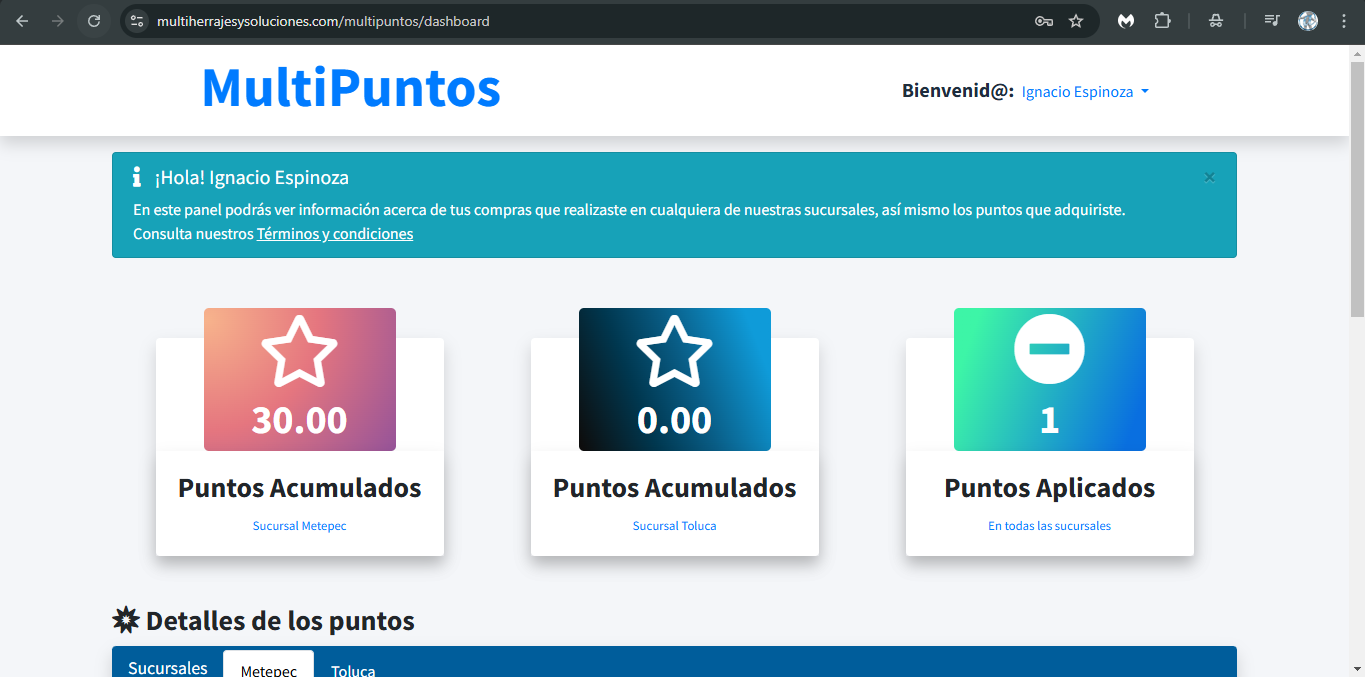 multiherrajesysoluciones.com/multipuntos/dashboard
MultiPuntos
Bienvenid@: Ignacio Espinoza
¡Hola! Ignacio Espinoza
×
En este panel podrás ver información acerca de tus compras que realizaste en cualquiera de nuestras sucursales, así mismo los puntos que adquiriste.
Consulta nuestros Términos y condiciones
30.00
Puntos Acumulados
Sucursal Metepec
0.00
Puntos Acumulados
Sucursal Toluca
1
Puntos Aplicados
En todas las sucursales
Detalles de los puntos
Sucursales Metepec Toluca